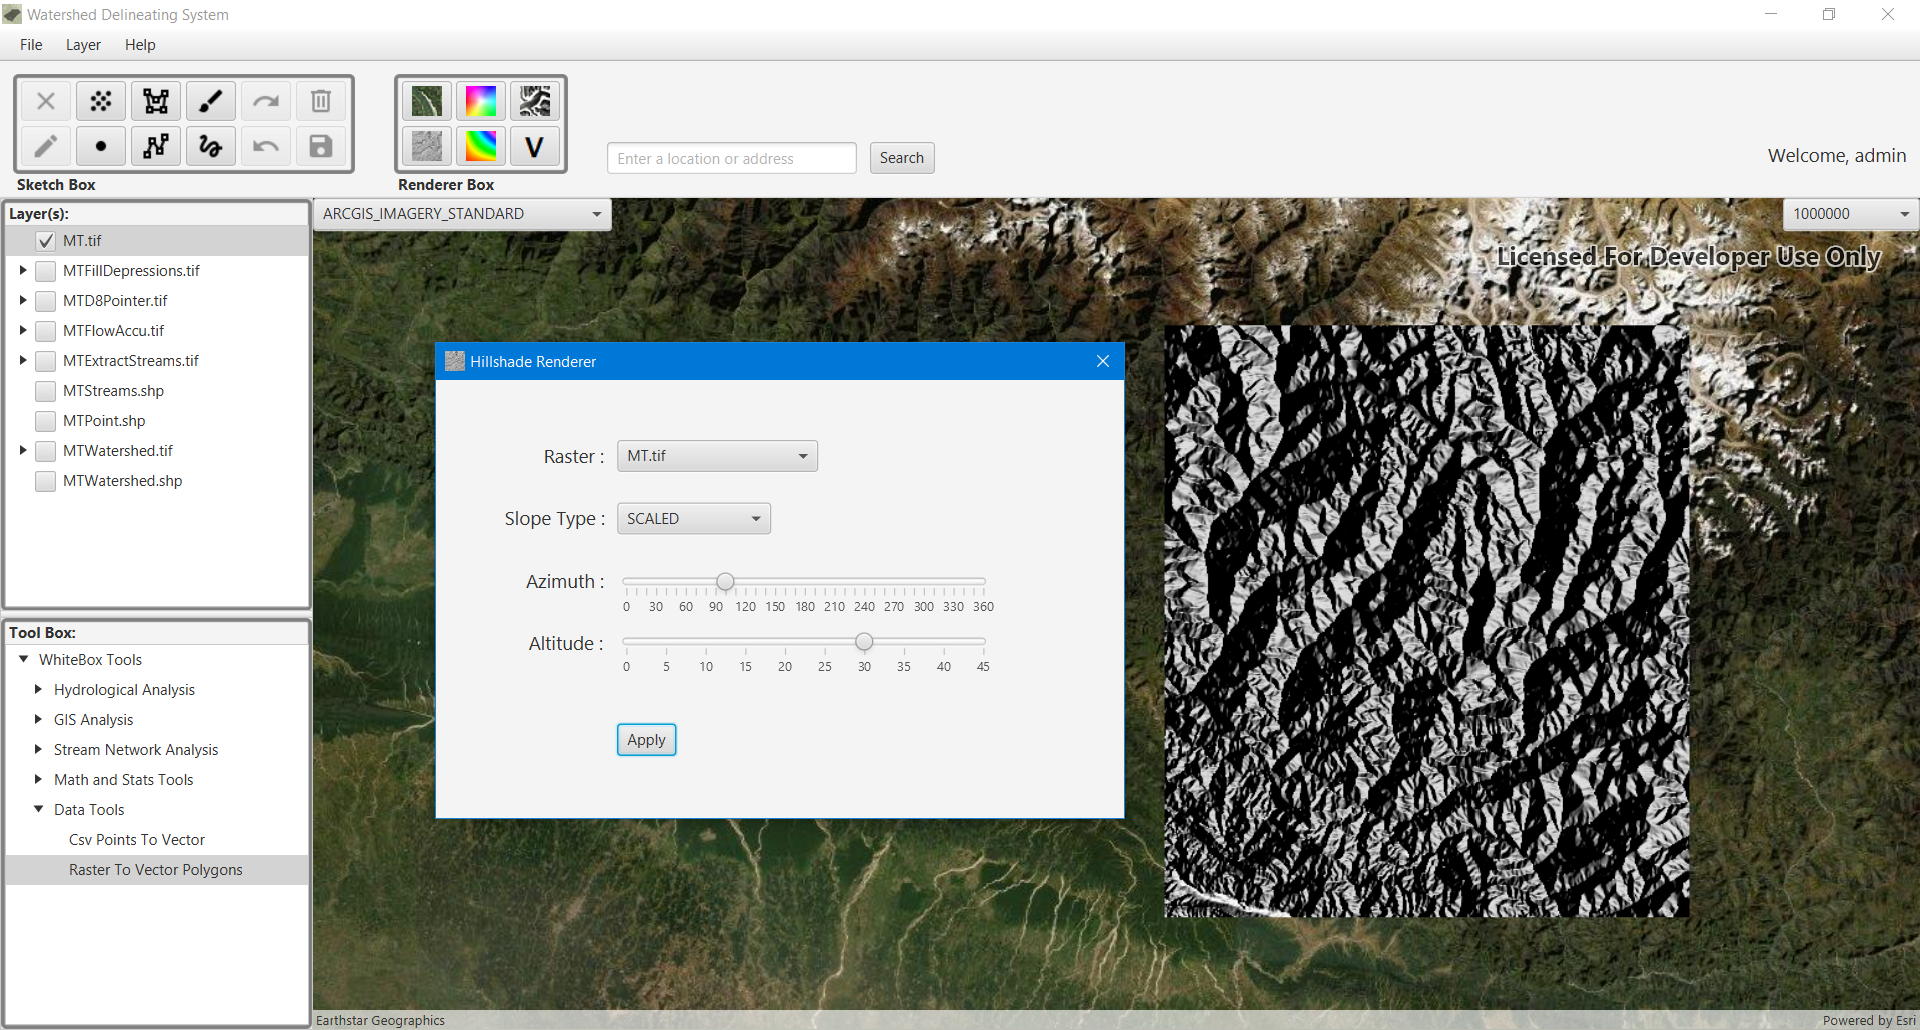 Watershed Delineating System
File Layer Help
V
Sketch Box
Renderer Box
Enter a location or address
Search
Welcome, admin
Layer(s):
MT.tif
MTFillDepressions.tif
MTD8Pointer.tif
MTFlowAccu.tif
MTExtractStreams.tif
MTStreams.shp
MTPoint.shp
MTWatershed.tif
MTWatershed.shp
Tool Box:
WhiteBox Tools
Hydrological Analysis
GIS Analysis
Stream Network Analysis
Math and Stats Tools
Data Tools
Csv Points To Vector
Raster To Vector Polygons
ARCGIS_IMAGERY_STANDARD
1000000
Licensed For Developer Use Only
Hillshade Renderer
Raster : MT.tif
Slope Type : SCALED
Azimuth :
0 30 60 90 120 150 180 210 240 270 300 330 360
Altitude :
0 5 10 15 20 25 30 35 40 45
Apply
Earthstar Geographics
Powered by Esri